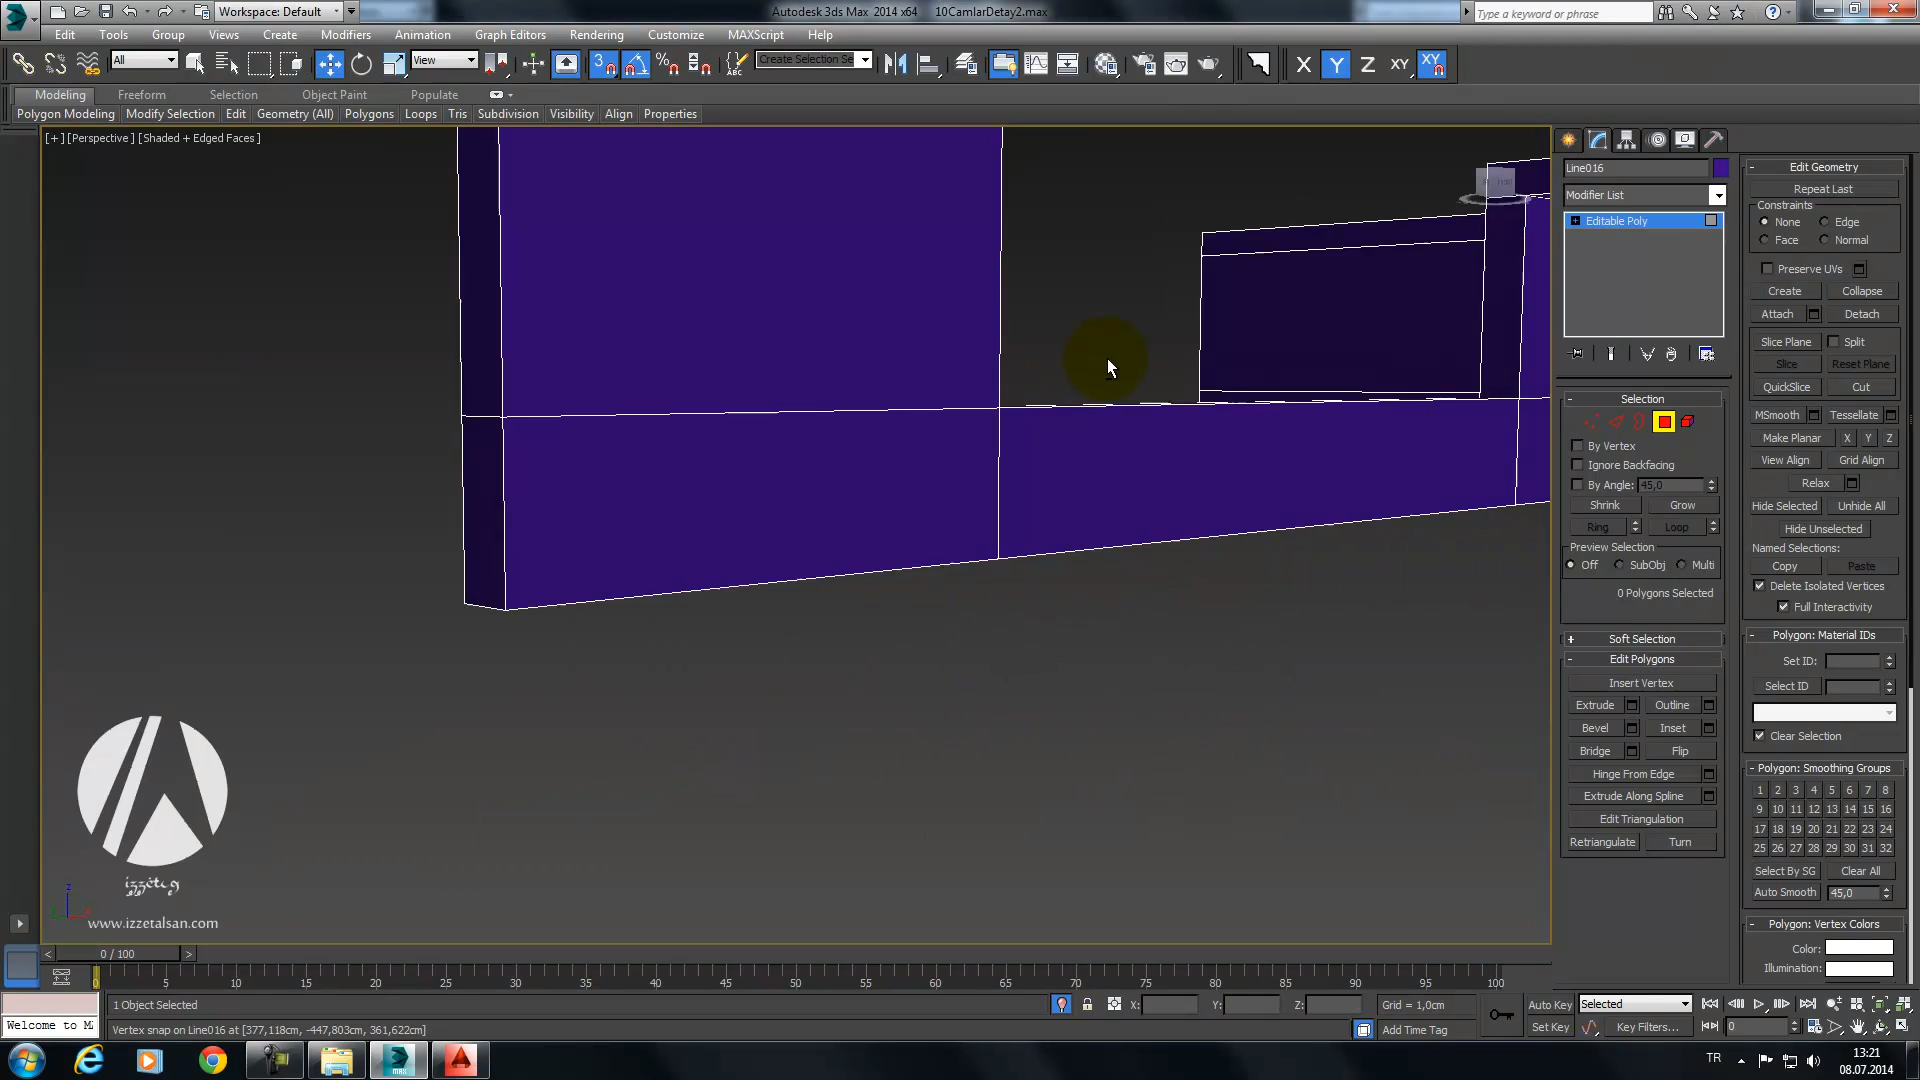 Workspace: Default
Autodesk 3ds Max 2014 x64
10CamlarDetay2.max
Type a keyword or phrase
Edit
Tools
Group
Views
Create
Modifiers
Animation
Graph Editors
Rendering
Customize
MAXScript
Help
All
View
3
Create Selection Se
X
Y
Z
XY
XY
Modeling
Freeform
Selection
Object Paint
Populate
Polygon Modeling
Modify Selection
Edit
Geometry (All)
Polygons
Loops
Tris
Subdivision
Visibility
Align
Properties
[+] [Perspective] [Shaded + Edged Faces]
Line016
Modifier List
Editable Poly
Selection
By Vertex
Ignore Backfacing
By Angle: 45,0
Shrink
Grow
Ring
Loop
Preview Selection
Off
SubObj
Multi
0 Polygons Selected
Soft Selection
Edit Polygons
Insert Vertex
Extrude
Outline
Bevel
Inset
Bridge
Flip
Hinge From Edge
Extrude Along Spline
Edit Triangulation
Retriangulate
Turn
Edit Geometry
Repeat Last
Constraints
None
Edge
Face
Normal
Preserve UVs
Create
Collapse
Attach
Detach
Slice Plane
Split
Slice
Reset Plane
QuickSlice
Cut
MSmooth
Tessellate
Make Planar
X
Y
Z
View Align
Grid Align
Relax
Hide Selected
Unhide All
Hide Unselected
Named Selections:
Copy
Paste
Delete Isolated Vertices
Full Interactivity
Polygon: Material IDs
Set ID:
Select ID
Clear Selection
Polygon: Smoothing Groups
1 2 3 4 5 6 7 8
9 10 11 12 13 14 15 16
17 18 19 20 21 22 23 24
25 26 27 28 29 30 31 32
Select By SG
Clear All
Auto Smooth
45,0
Polygon: Vertex Colors
Color:
Illumination:
www.izzetalsan.com
0 / 100
0 5 10 15 20 25 30 35 40 45 50 55 60 65 70 75 80 85 90 95 100
1 Object Selected
X:
Y:
Z:
Grid = 1,0cm
Auto Key
Selected
Welcome to M
Vertex snap on Line016 at [377,118cm, -447,803cm, 361,622cm]
Add Time Tag
Set Key
Key Filters...
0
TR
13:21
08.07.2014